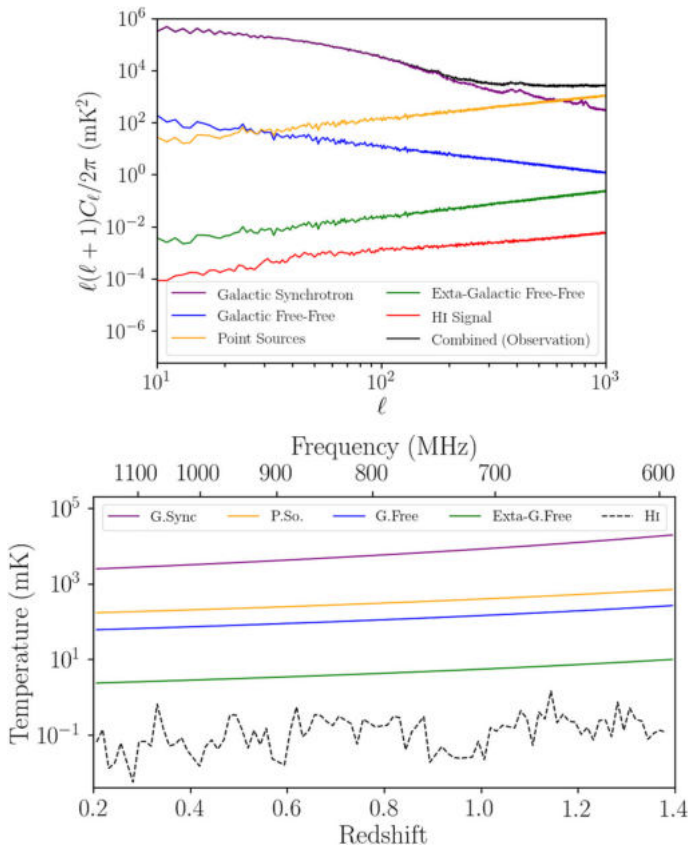 10^6
10^4
10^2
10^0
10^-2
10^-4
10^-6
ℓ(ℓ + 1)C_ℓ/2π (mK^2)
Galactic Synchrotron
Galactic Free-Free
Point Sources
Exta-Galactic Free-Free
HI Signal
Combined (Observation)
10^1 10^2 10^3
ℓ
Frequency (MHz)
1100 1000 900 800 700 600
10^5
10^3
10^1
10^-1
Temperature (mK)
G.Sync P.So. G.Free Exta-G.Free HI
0.2 0.4 0.6 0.8 1.0 1.2 1.4
Redshift